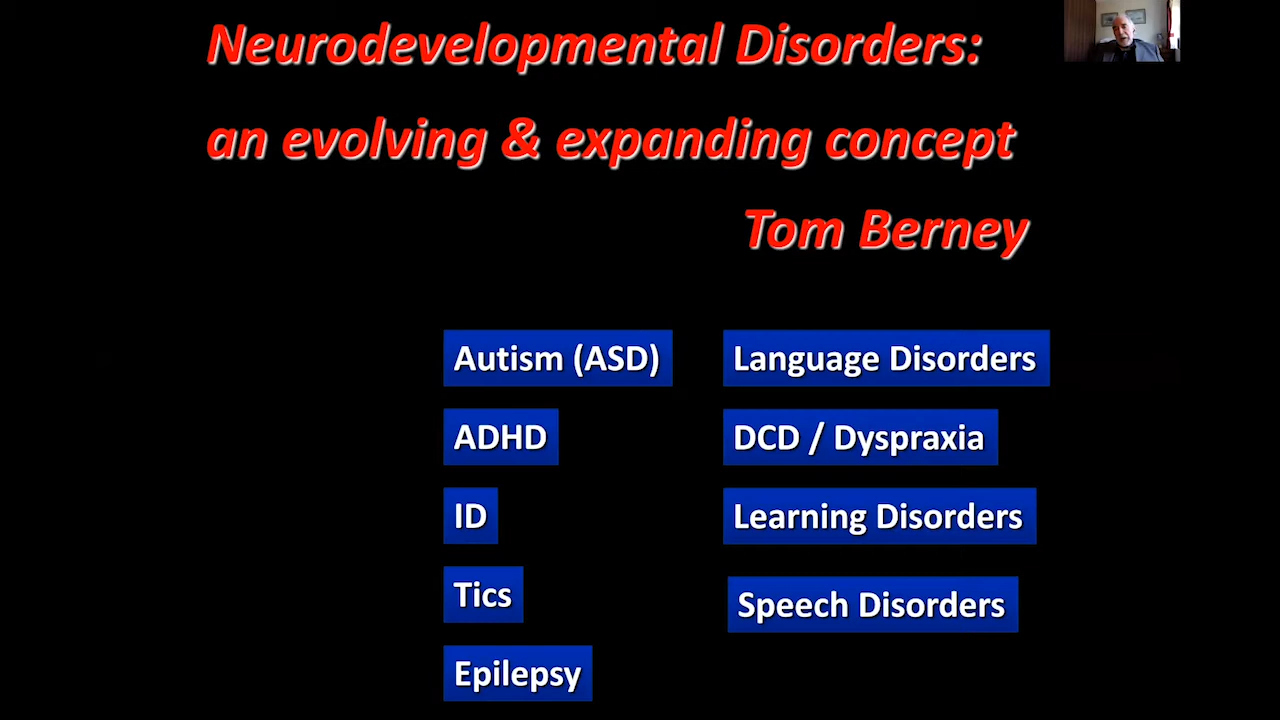 Neurodevelopmental Disorders:
an evolving & expanding concept
Tom Berney
Autism (ASD)
ADHD
ID
Tics
Epilepsy
Language Disorders
DCD / Dyspraxia
Learning Disorders
Speech Disorders